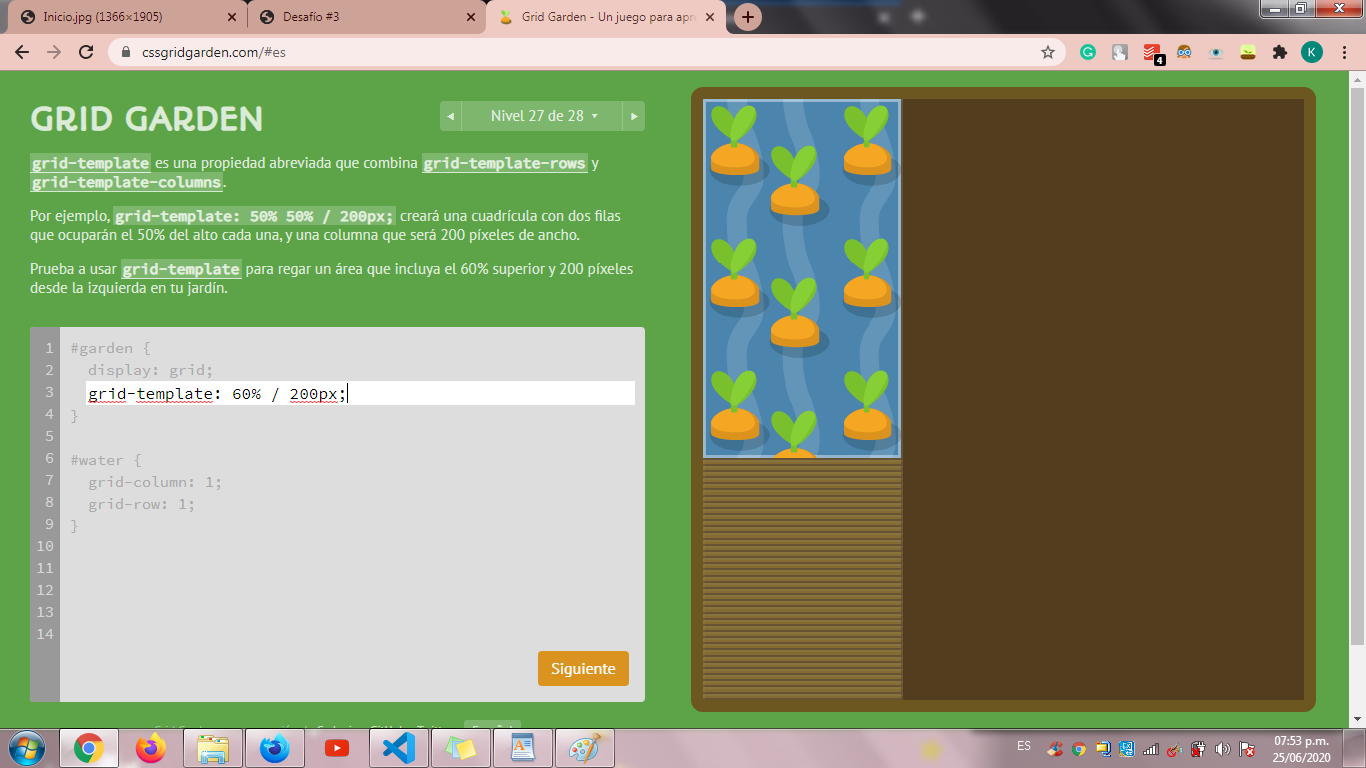 Inicio.jpg (1366×1905)
Desafío #3
Grid Garden - Un juego para apr
cssgridgarden.com/#es
4
K
GRID GARDEN
Nivel 27 de 28
grid-template es una propiedad abreviada que combina grid-template-rows y
grid-template-columns.
Por ejemplo, grid-template: 50% 50% / 200px; creará una cuadrícula con dos filas
que ocuparán el 50% del alto cada una, y una columna que será 200 píxeles de ancho.
Prueba a usar grid-template para regar un área que incluya el 60% superior y 200 píxeles
desde la izquierda en tu jardín.
1 #garden {
2 display: grid;
3 grid-template: 60% / 200px;
4 }
5
6 #water {
7 grid-column: 1;
8 grid-row: 1;
9 }
10
11
12
13
14
Siguiente
ES
07:53 p.m.
25/06/2020